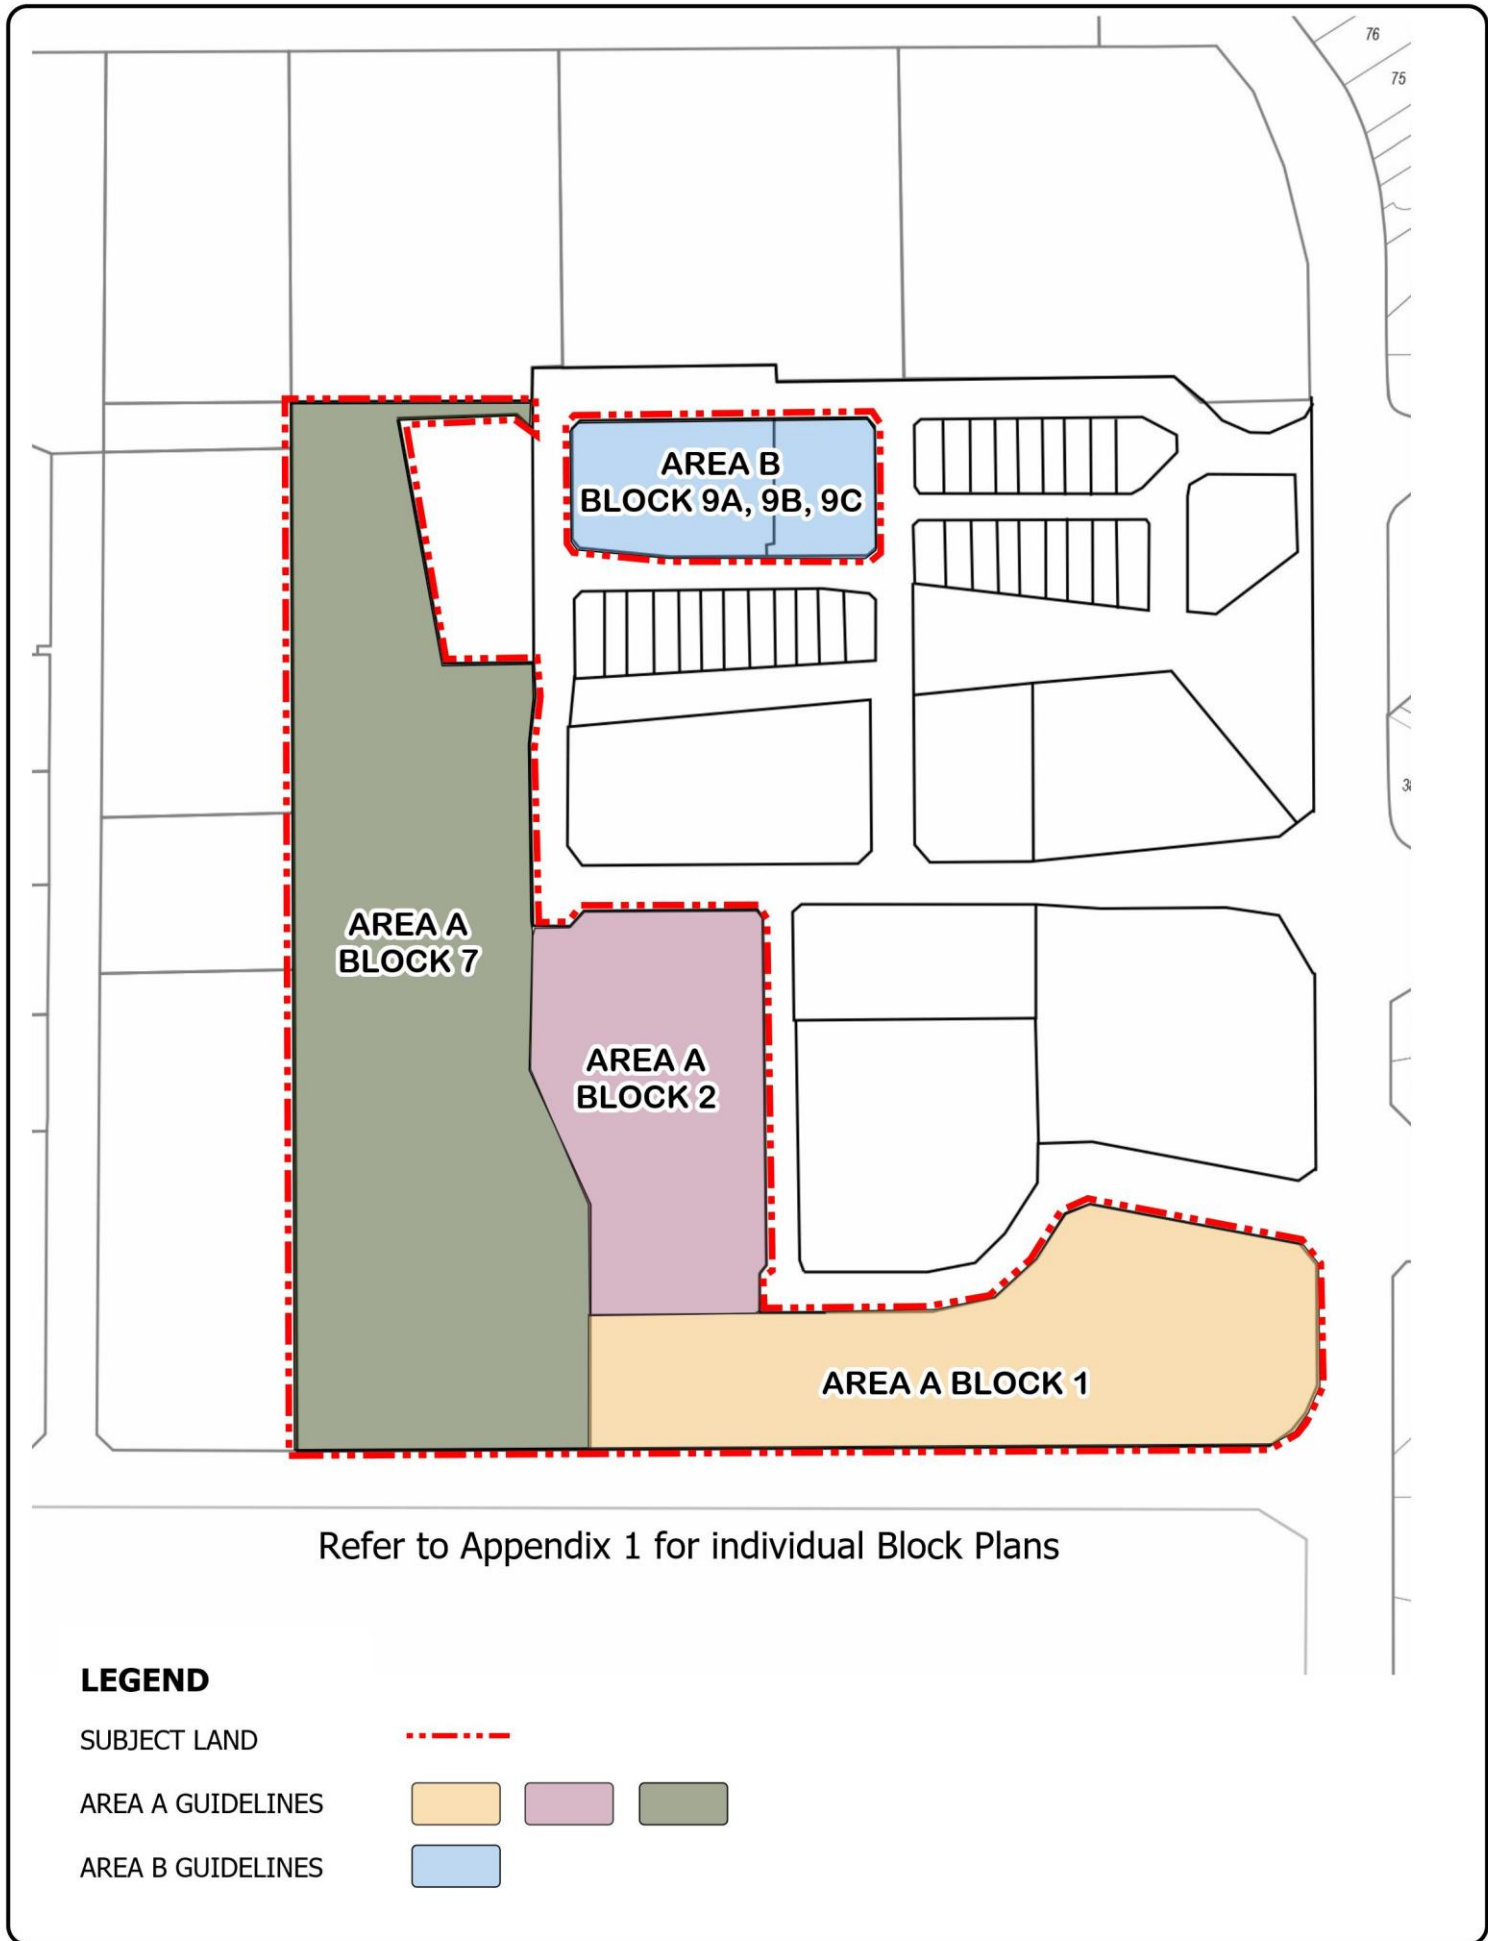 76
75
AREA B
BLOCK 9A, 9B, 9C
AREA A
BLOCK 7
AREA A
BLOCK 2
AREA A BLOCK 1
Refer to Appendix 1 for individual Block Plans
LEGEND
SUBJECT LAND
AREA A GUIDELINES
AREA B GUIDELINES